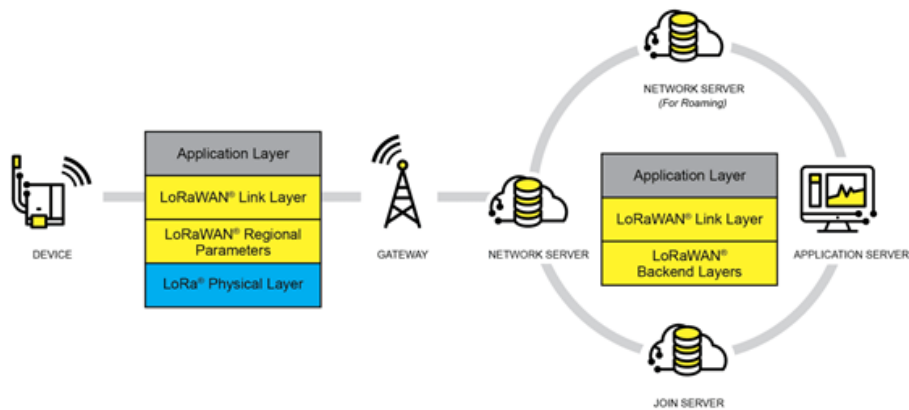 NETWORK SERVER
(For Roaming)
Application Layer
LoRaWAN® Link Layer
LoRaWAN® Regional
Parameters
LoRa® Physical Layer
DEVICE
GATEWAY
NETWORK SERVER
Application Layer
LoRaWAN® Link Layer
LoRaWAN®
Backend Layers
APPLICATION SERVER
JOIN SERVER